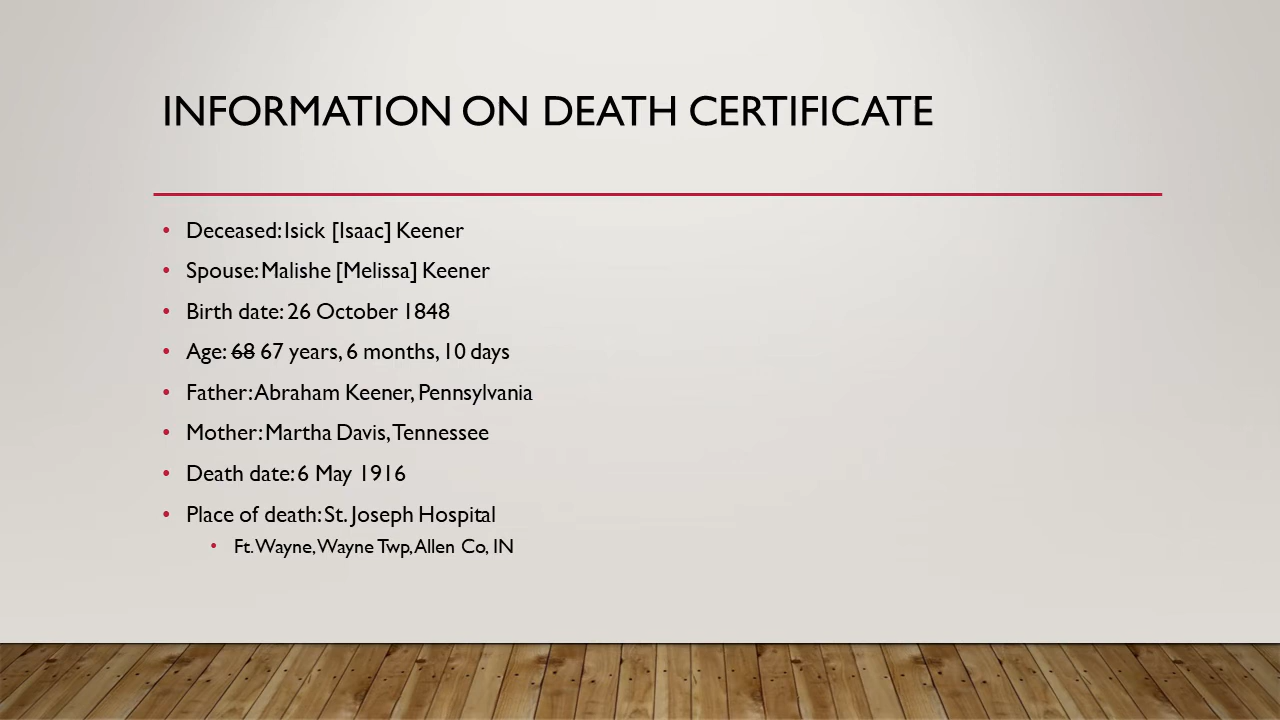 INFORMATION ON DEATH CERTIFICATE
• Deceased: Isick [Isaac] Keener
• Spouse: Malishe [Melissa] Keener
• Birth date: 26 October 1848
• Age: 68 67 years, 6 months, 10 days
• Father: Abraham Keener, Pennsylvania
• Mother: Martha Davis, Tennessee
• Death date: 6 May 1916
• Place of death: St. Joseph Hospital
• Ft. Wayne, Wayne Twp, Allen Co, IN